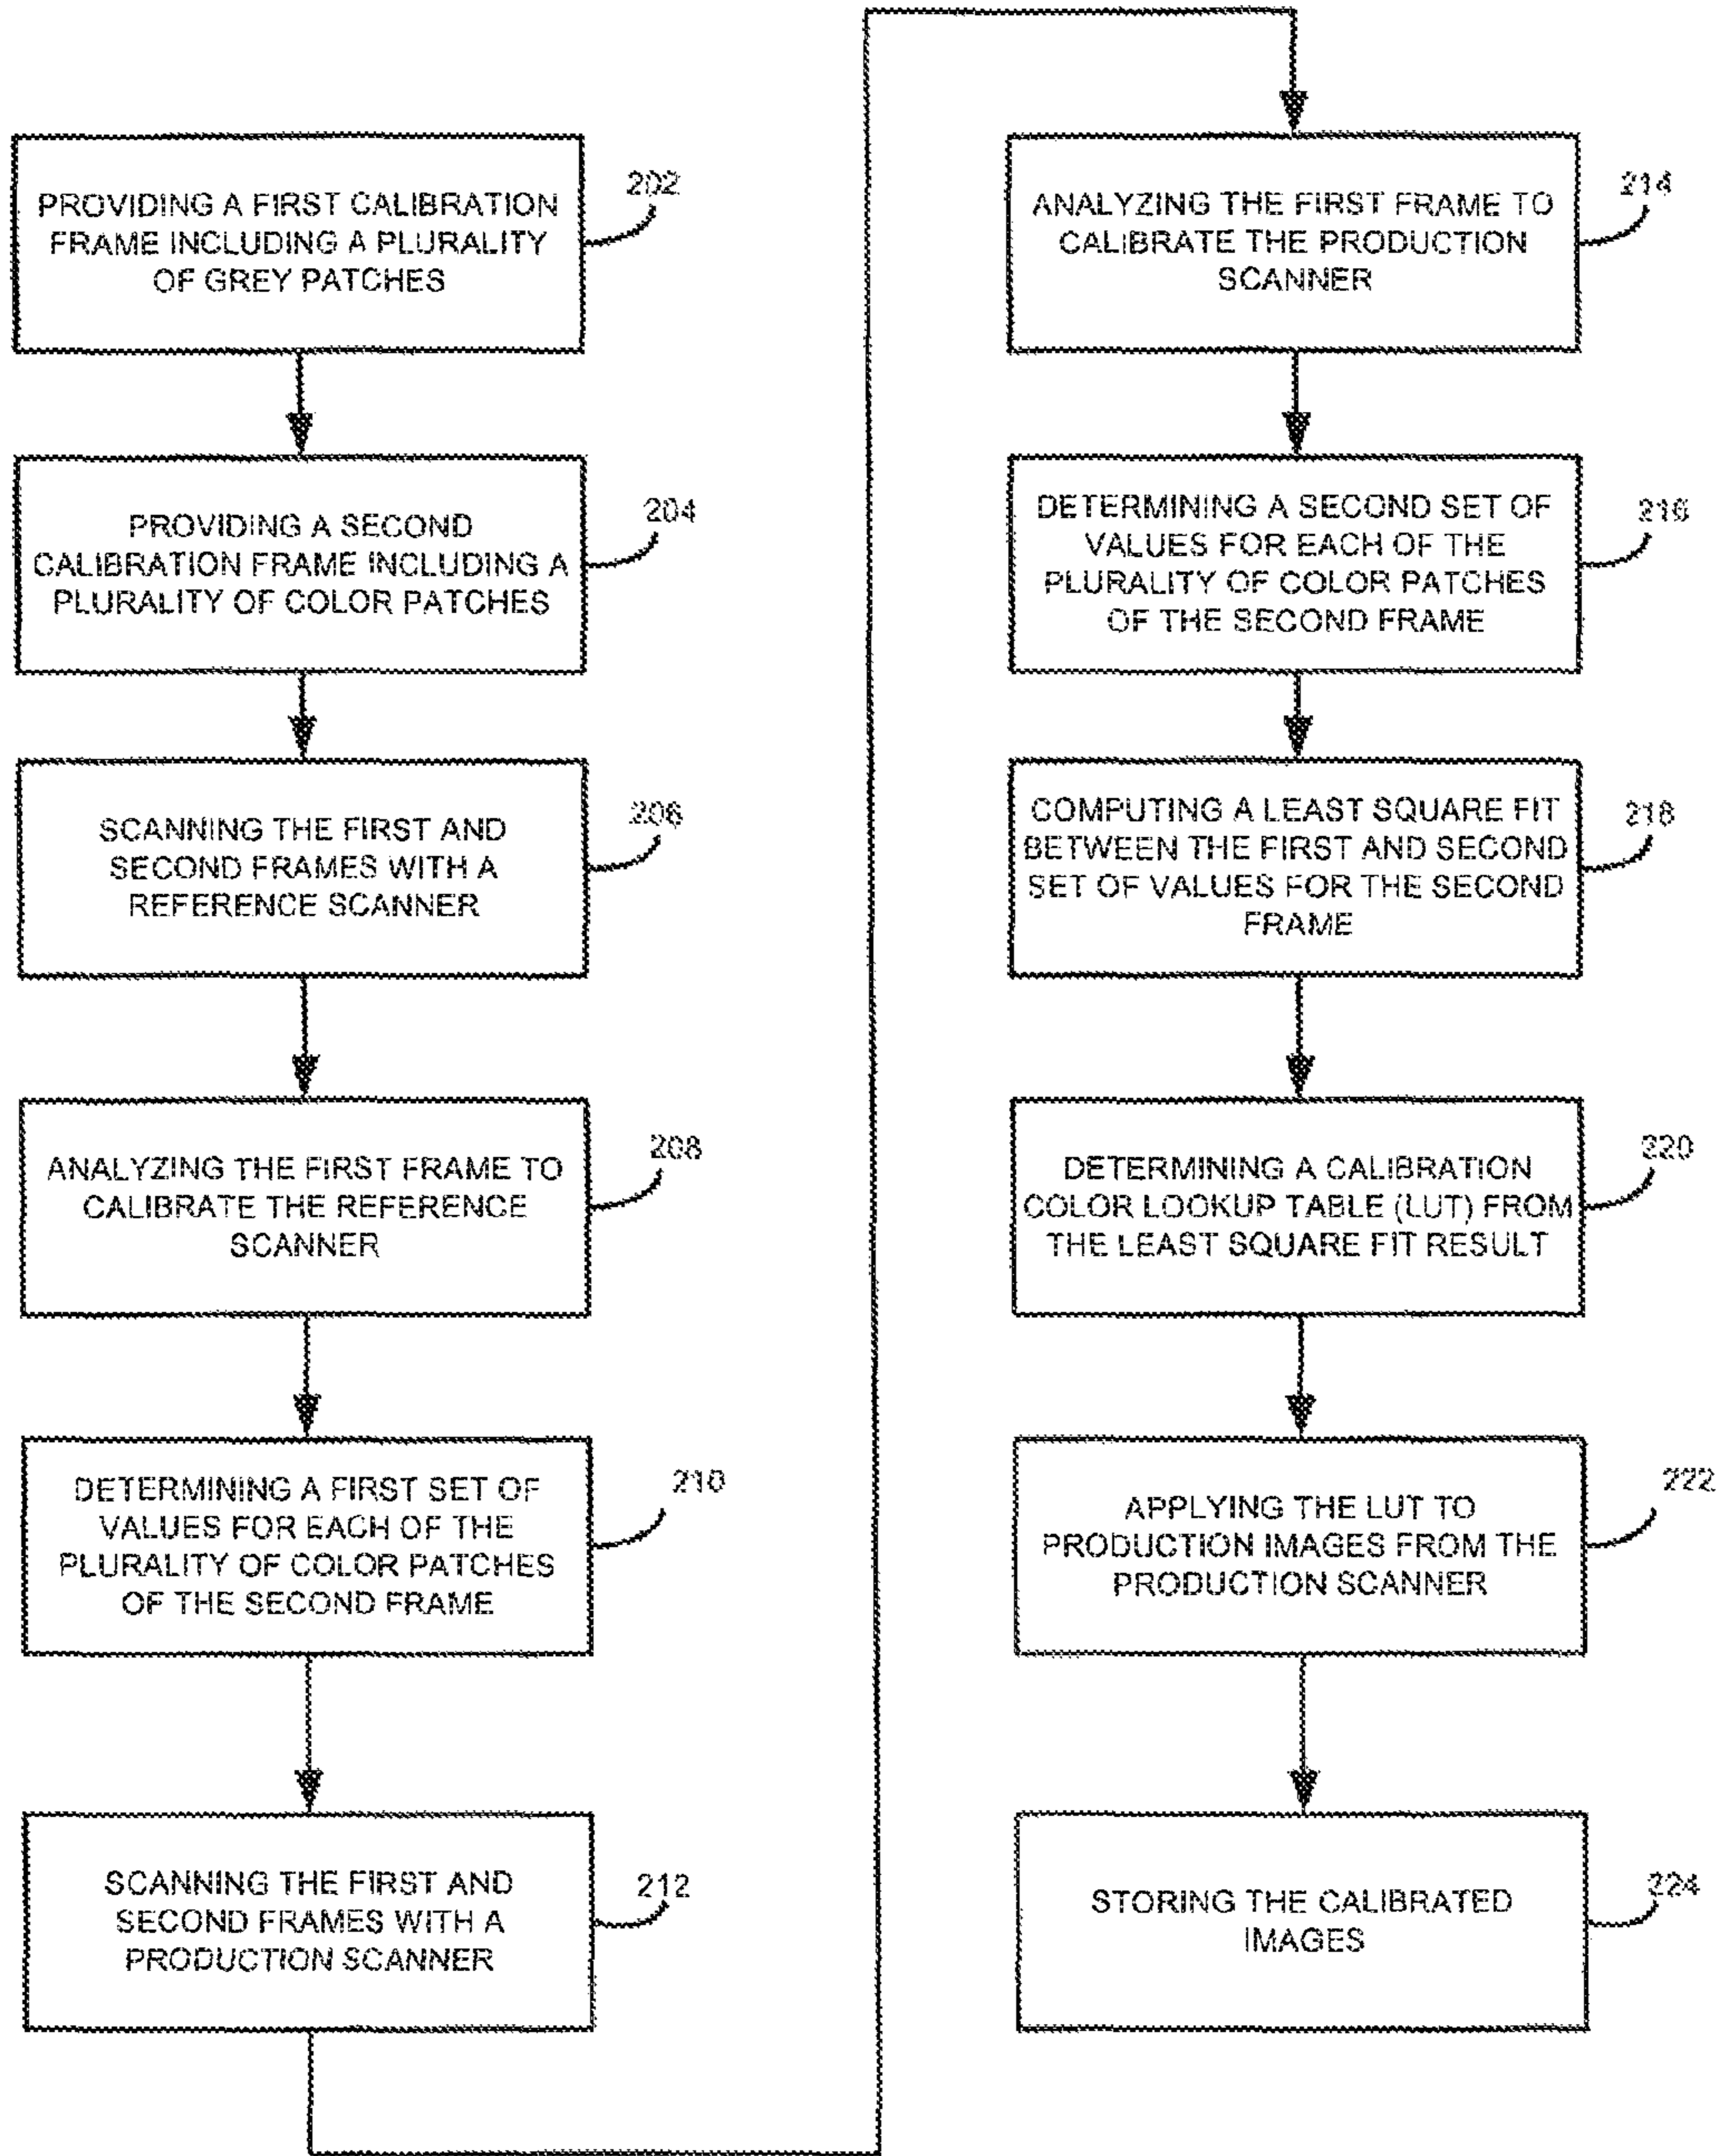 PROVIDING A FIRST CALIBRATION
FRAME INCLUDING A PLURALITY
OF GREY PATCHES
202
PROVIDING A SECOND
CALIBRATION FRAME INCLUDING A
PLURALITY OF COLOR PATCHES
204
SCANNING THE FIRST AND
SECOND FRAMES WITH A
REFERENCE SCANNER
206
ANALYZING THE FIRST FRAME TO
CALIBRATE THE REFERENCE
SCANNER
208
DETERMINING A FIRST SET OF
VALUES FOR EACH OF THE
PLURALITY OF COLOR PATCHES
OF THE SECOND FRAME
210
SCANNING THE FIRST AND
SECOND FRAMES WITH A
PRODUCTION SCANNER
212
ANALYZING THE FIRST FRAME TO
CALIBRATE THE PRODUCTION
SCANNER
214
DETERMINING A SECOND SET OF
VALUES FOR EACH OF THE
PLURALITY OF COLOR PATCHES
OF THE SECOND FRAME
216
COMPUTING A LEAST SQUARE FIT
BETWEEN THE FIRST AND SECOND
SET OF VALUES FOR THE SECOND
FRAME
218
DETERMINING A CALIBRATION
COLOR LOOKUP TABLE (LUT) FROM
THE LEAST SQUARE FIT RESULT
220
APPLYING THE LUT TO
PRODUCTION IMAGES FROM THE
PRODUCTION SCANNER
222
STORING THE CALIBRATED
IMAGES
224